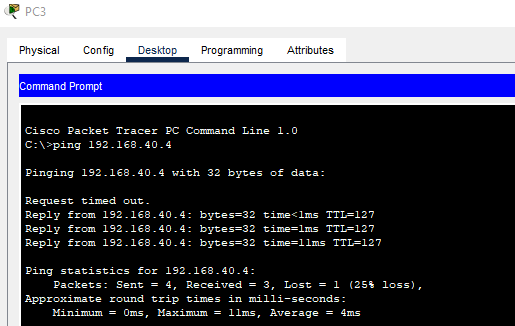 PC3
Physical Config Desktop Programming Attributes
Command Prompt
Cisco Packet Tracer PC Command Line 1.0
C:\>ping 192.168.40.4
Pinging 192.168.40.4 with 32 bytes of data:
Request timed out.
Reply from 192.168.40.4: bytes=32 time<1ms TTL=127
Reply from 192.168.40.4: bytes=32 time=1ms TTL=127
Reply from 192.168.40.4: bytes=32 time=11ms TTL=127
Ping statistics for 192.168.40.4:
Packets: Sent = 4, Received = 3, Lost = 1 (25% loss),
Approximate round trip times in milli-seconds:
Minimum = 0ms, Maximum = 11ms, Average = 4ms